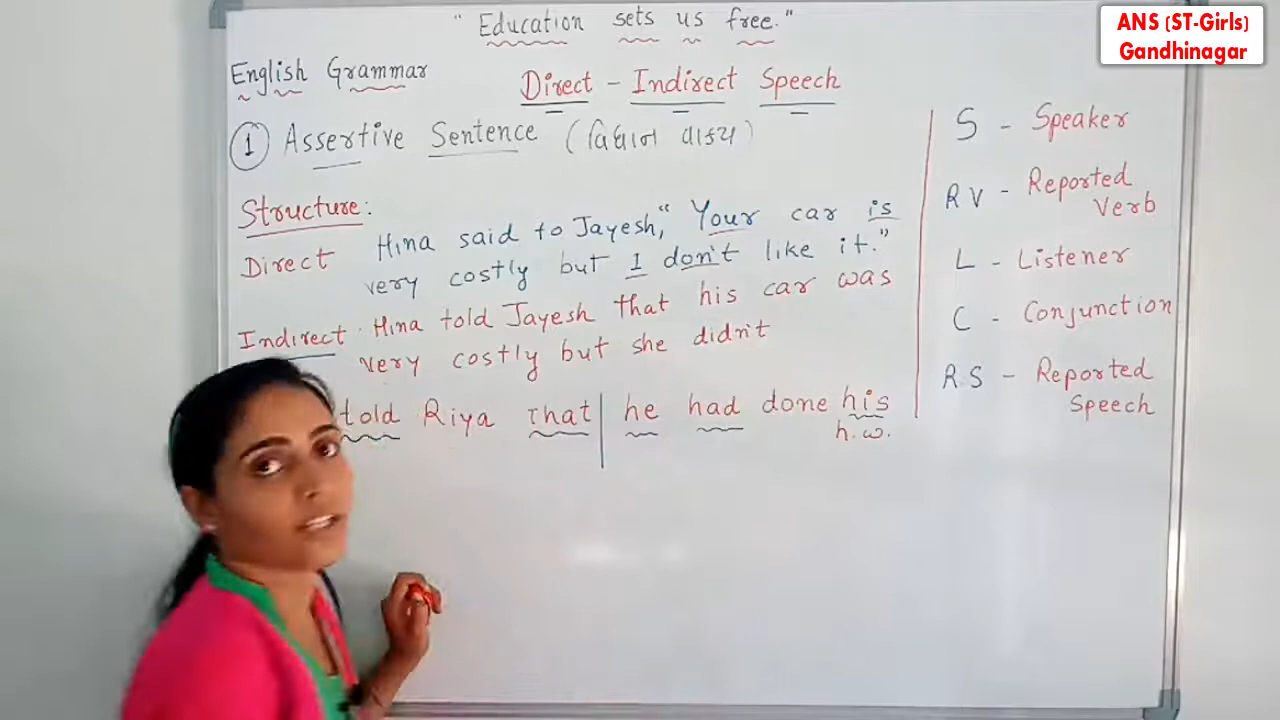 " Education sets us free."
ANS (ST-Girls)
Gandhinagar
English Grammar
Direct - Indirect Speech
1 Assertive Sentence (વિધાન વાક્ય)
Structure:
Direct Hina said to Jayesh, " Your car is
very costly but I don't like it."
Indirect. Hina told Jayesh that his car was
very costly but she didn't
told Riya that | he had done his
h.w.
S - Speaker
RV - Reported
Verb
L - Listener
C - Conjunction
R.S - Reported
Speech